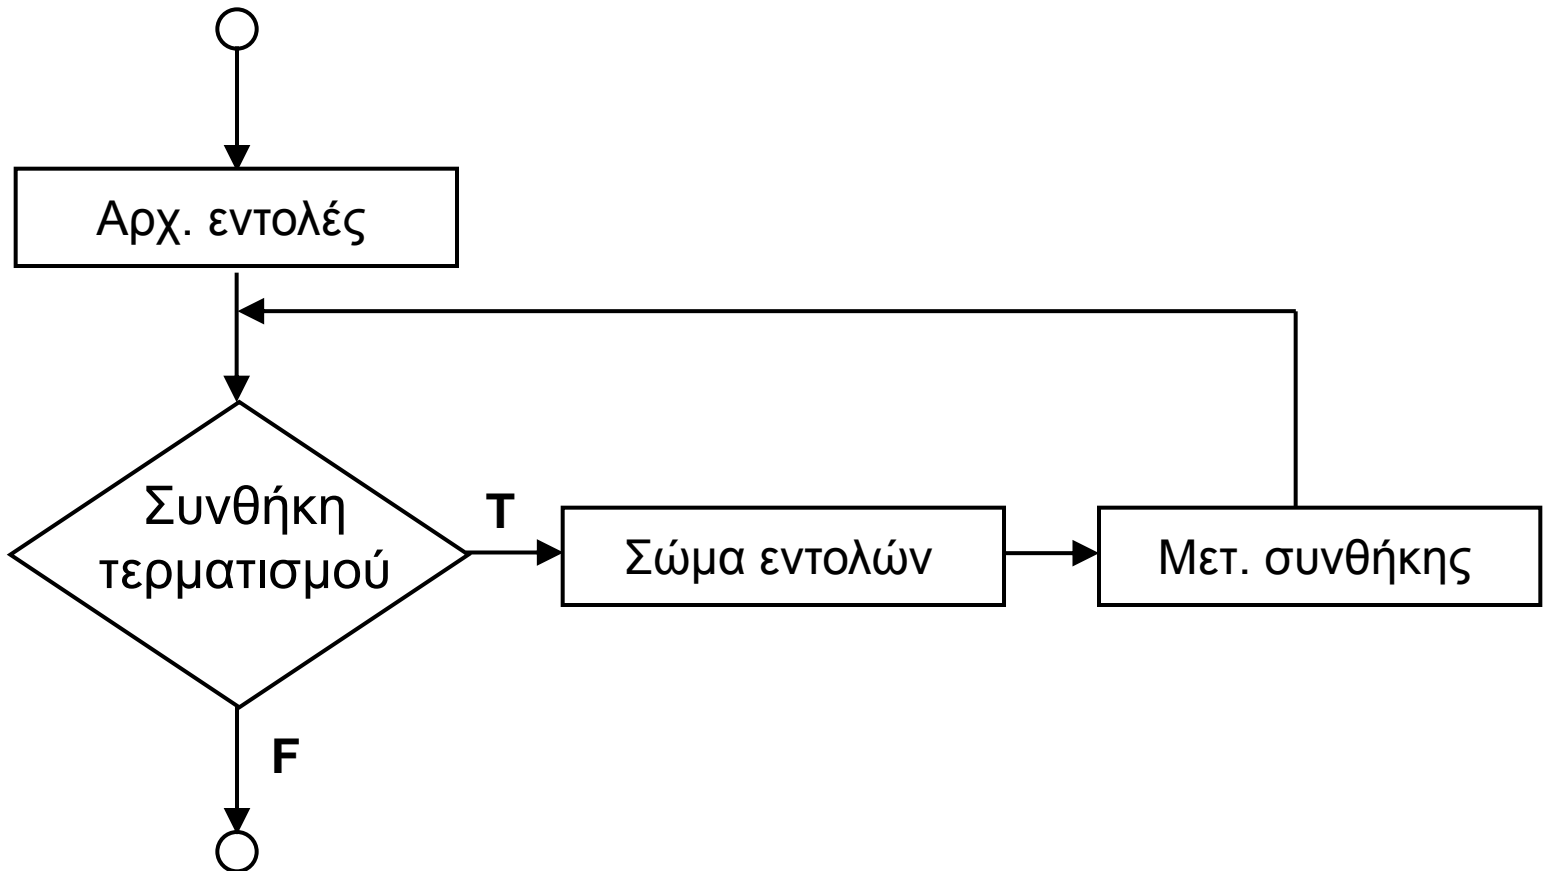 Αρχ. εντολές
Συνθήκη
τερματισμού
T
Σώμα εντολών
Μετ. συνθήκης
F